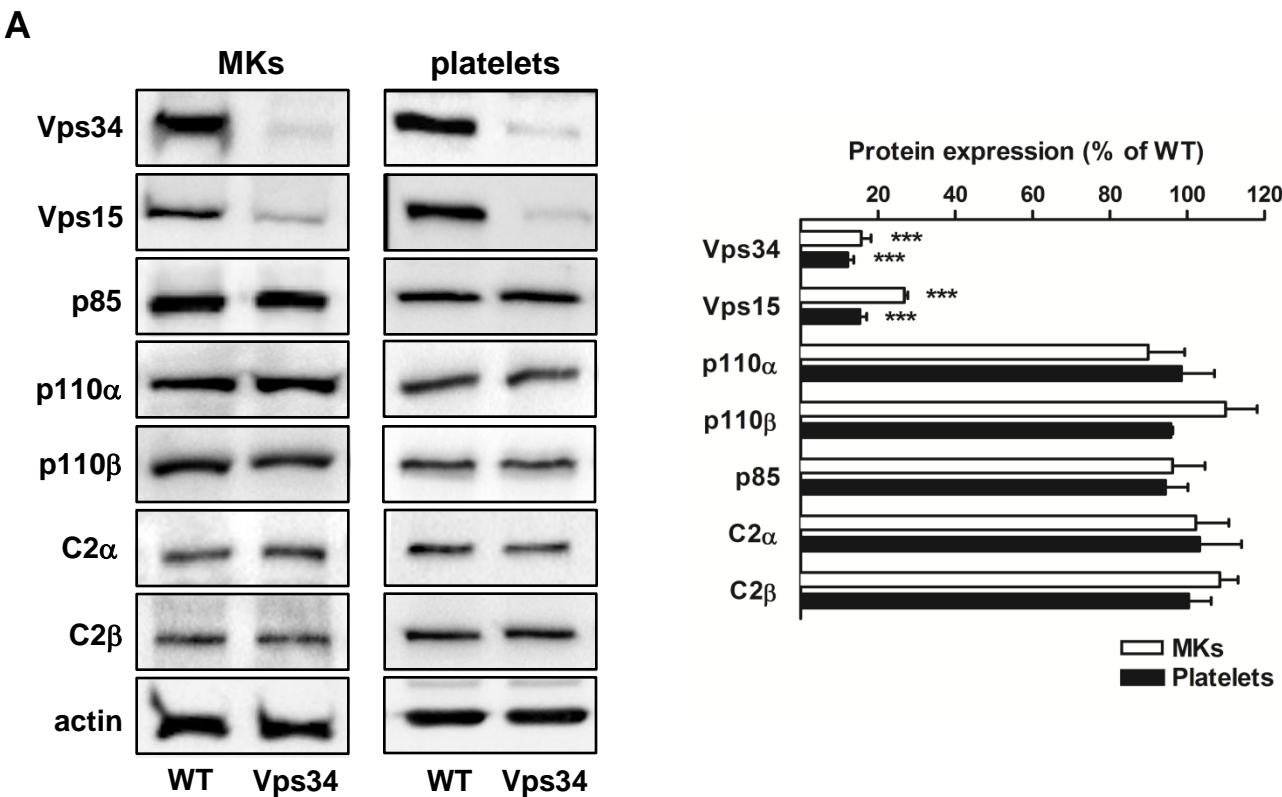 A
MKs platelets
Vps34
Vps15
p85
p110α
p110β
C2α
C2β
actin
WT Vps34 WT Vps34
Protein expression (% of WT)
20 40 60 80 100 120
Vps34 ***
***
Vps15 ***
***
p110α
p110β
p85
C2α
C2β
MKs
Platelets